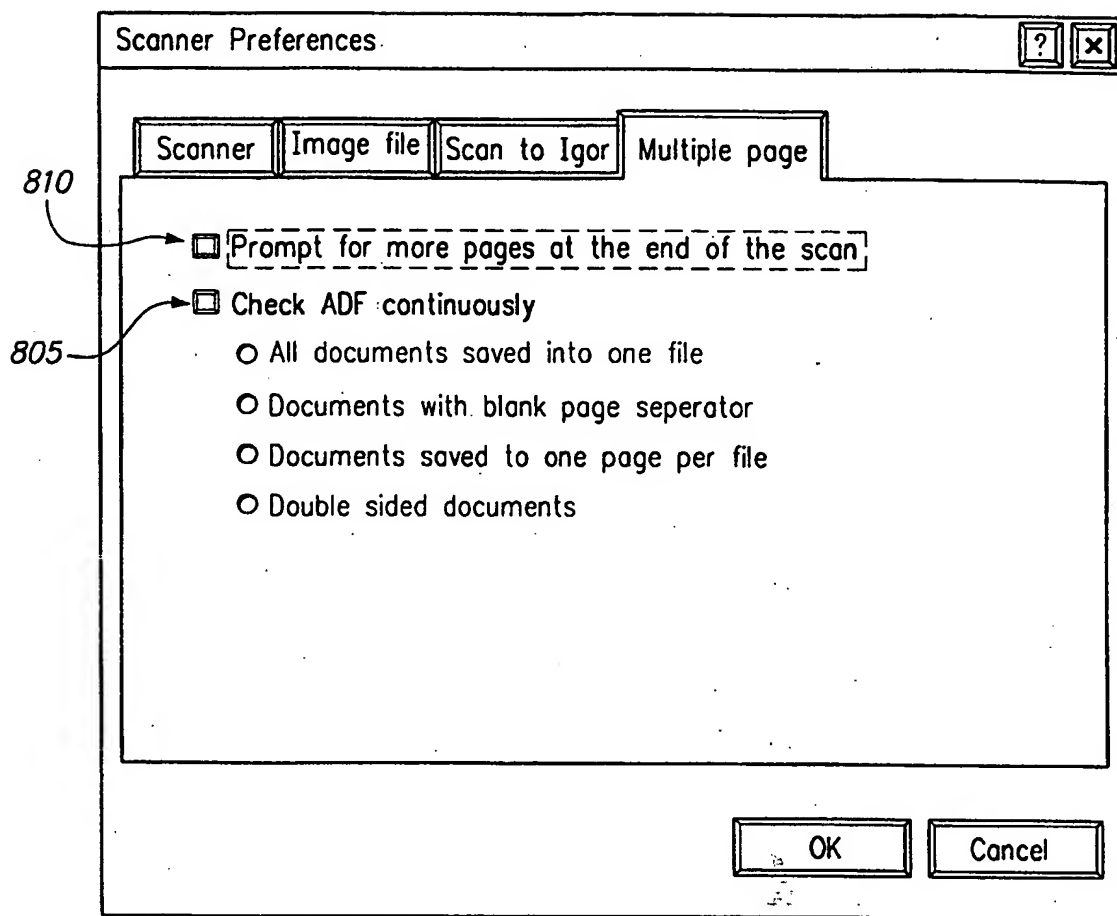 Scanner Preferences
? ×
Scanner Image file Scan to Igor Multiple page
810
Prompt for more pages at the end of the scan
Check ADF continuously
805
All documents saved into one file
Documents with blank page seperator
Documents saved to one page per file
Double sided documents
OK Cancel